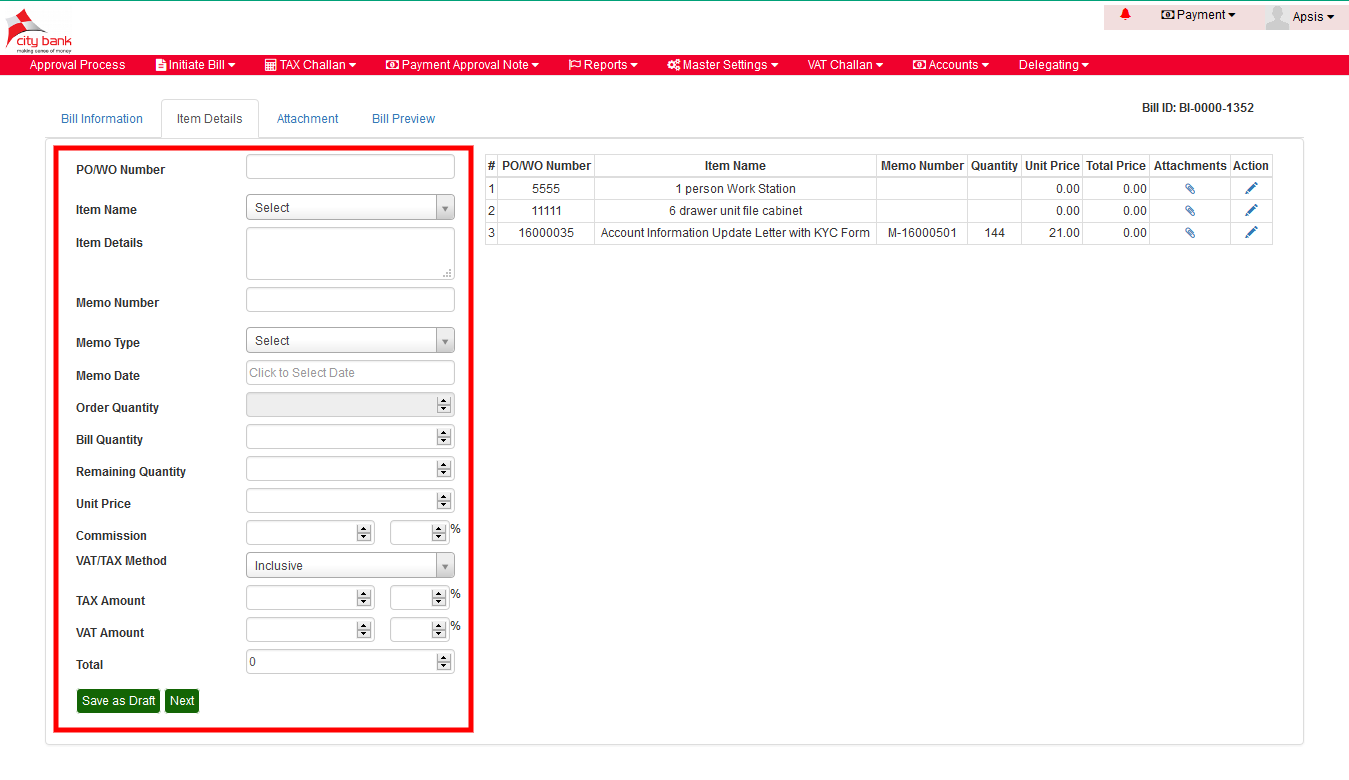 city bank
making sense of money
Payment
Apsis
Approval Process Initiate Bill TAX Challan Payment Approval Note Reports Master Settings VAT Challan Accounts Delegating
Bill ID: BI-0000-1352
Bill Information Item Details Attachment Bill Preview
PO/WO Number
Item Name Select
Item Details
Memo Number
Memo Type Select
Memo Date Click to Select Date
Order Quantity
Bill Quantity
Remaining Quantity
Unit Price
Commission %
VAT/TAX Method Inclusive
TAX Amount %
VAT Amount %
Total 0
Save as Draft Next
# PO/WO Number Item Name Memo Number Quantity Unit Price Total Price Attachments Action
1 5555 1 person Work Station 0.00 0.00
2 11111 6 drawer unit file cabinet 0.00 0.00
3 16000035 Account Information Update Letter with KYC Form M-16000501 144 21.00 0.00